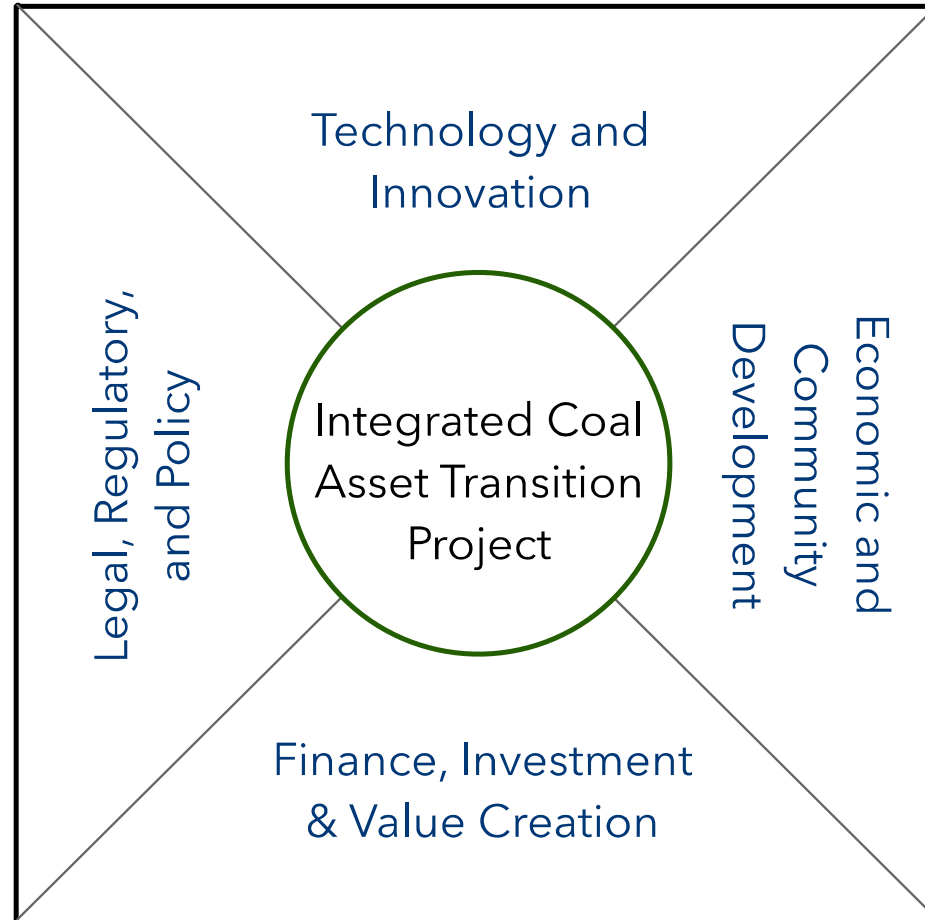 Technology and
Innovation
Legal, Regulatory,
and Policy
Integrated Coal
Asset Transition
Project
Economic and
Community
Development
Finance, Investment
& Value Creation